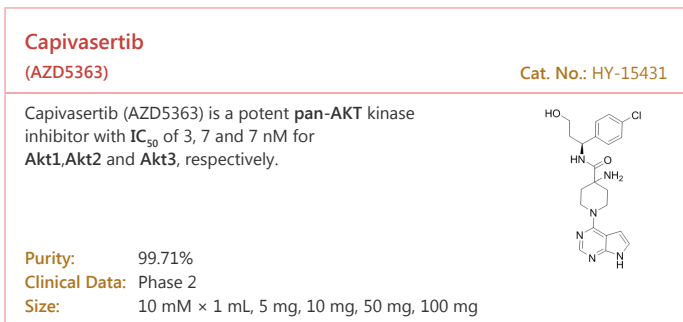 Capivasertib
(AZD5363)
Cat. No.: HY-15431
Capivasertib (AZD5363) is a potent pan-AKT kinase
inhibitor with IC50 of 3, 7 and 7 nM for
Akt1,Akt2 and Akt3, respectively.
HO
Cl
HN
O
NH2
N
N
N
N
H
Purity: 99.71%
Clinical Data: Phase 2
Size: 10 mM × 1 mL, 5 mg, 10 mg, 50 mg, 100 mg